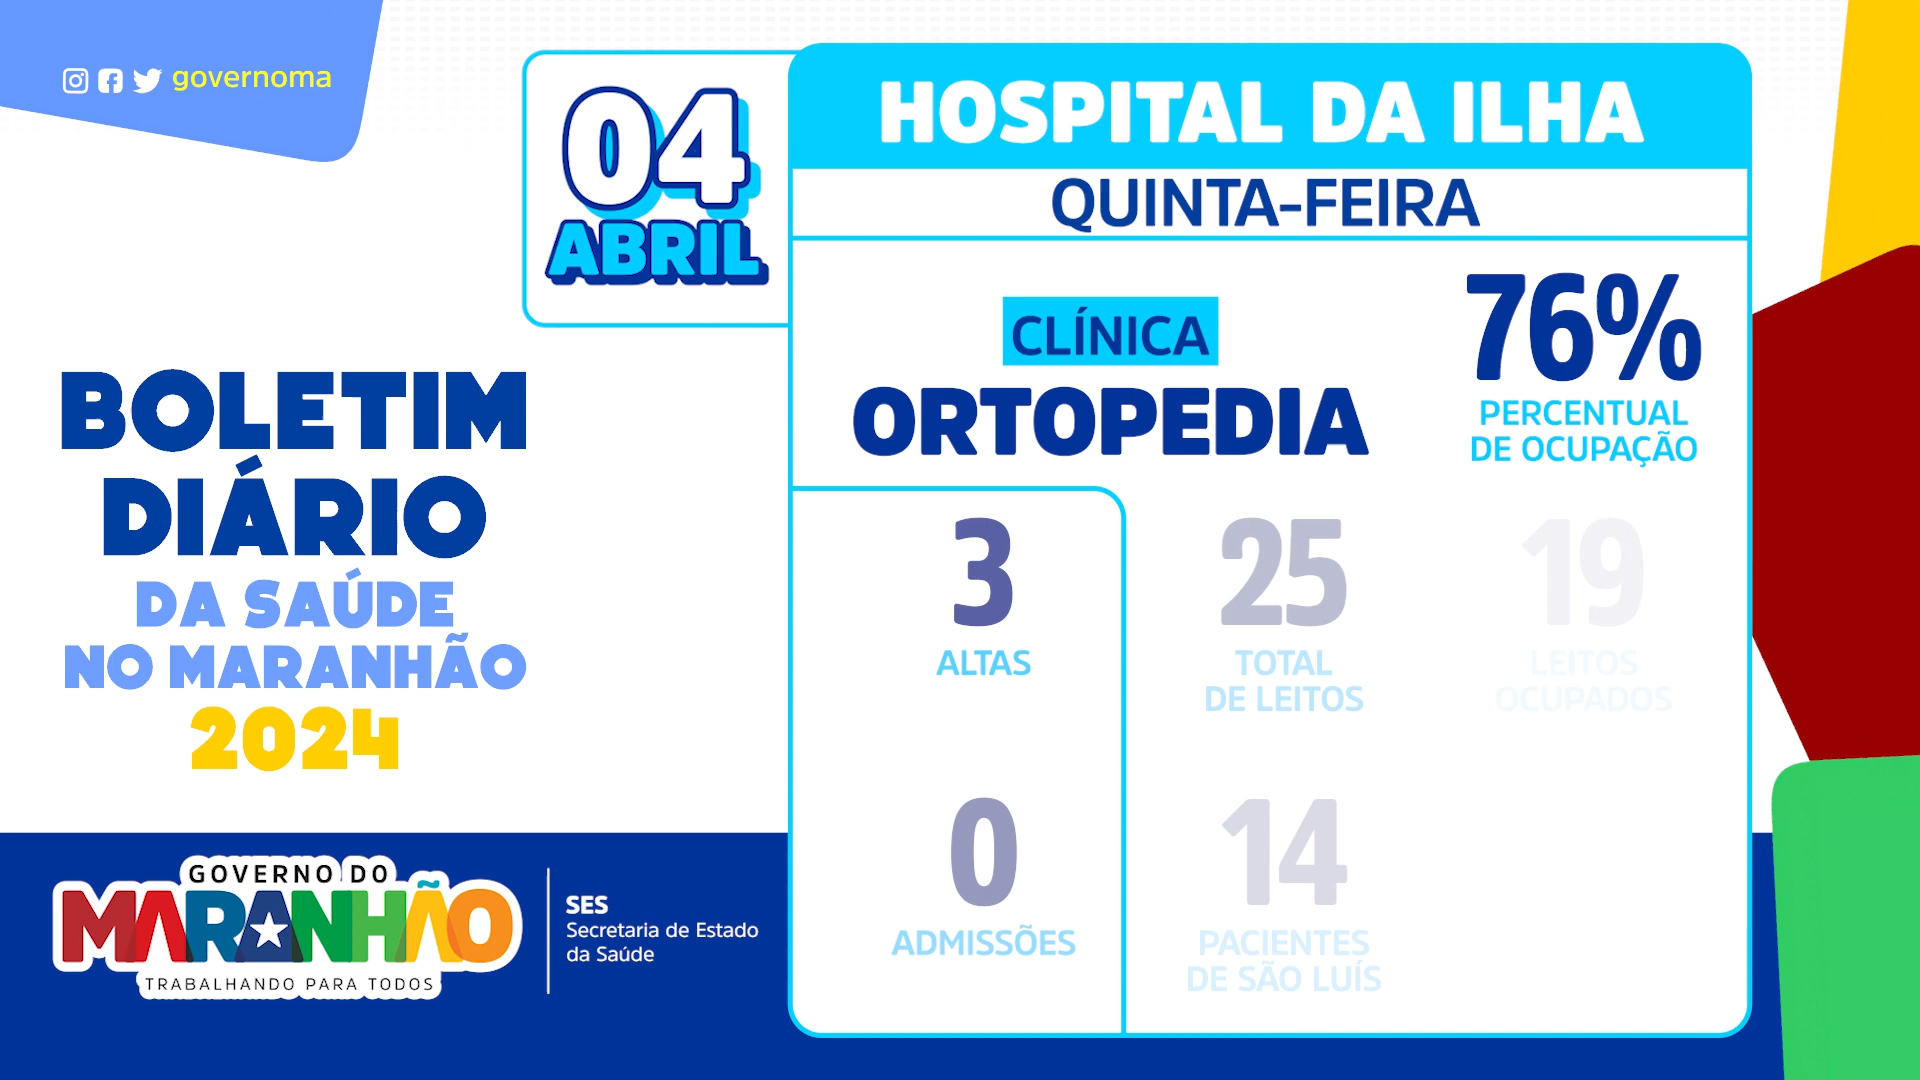 governoma
04
ABRIL
HOSPITAL DA ILHA
QUINTA-FEIRA
CLÍNICA
ORTOPEDIA
76%
PERCENTUAL
DE OCUPAÇÃO
BOLETIM
DIÁRIO
DA SAÚDE
NO MARANHÃO
2024
3
ALTAS
25
TOTAL
DE LEITOS
19
LEITOS
OCUPADOS
0
ADMISSÕES
14
PACIENTES
DE SÃO LUÍS
GOVERNO DO
MARANHÃO
TRABALHANDO PARA TODOS
SES
Secretaria de Estado
da Saúde